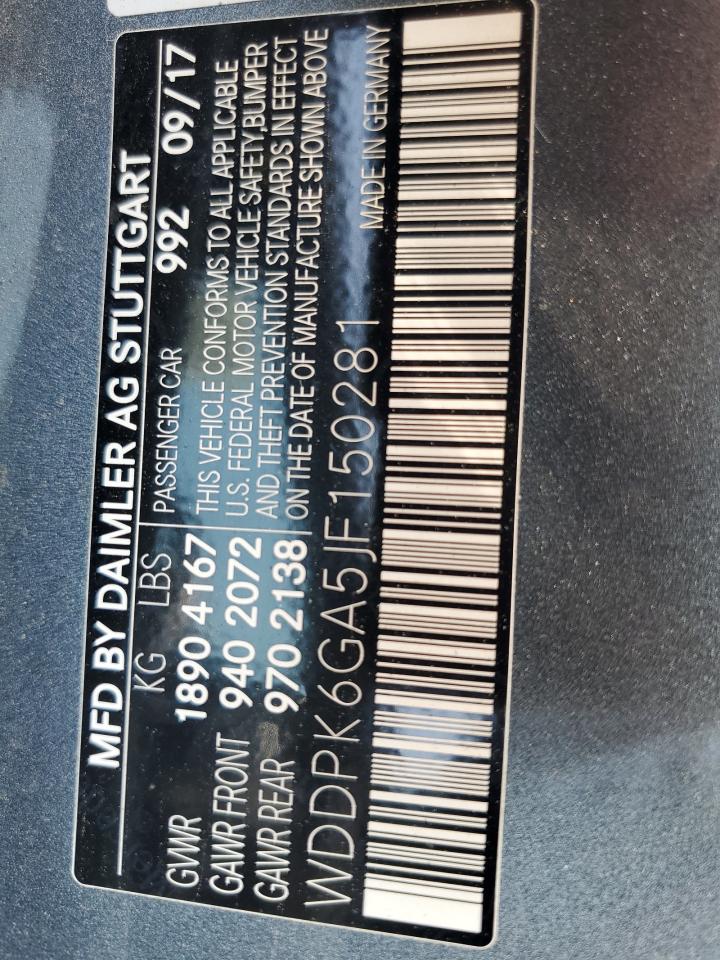 MFD BY DAIMLER AG STUTTGART
KG LBS PASSENGER CAR 992 09/17
GVWR 1890 4167 THIS VEHICLE CONFORMS TO ALL APPLICABLE
GAWR FRONT 940 2072 U.S. FEDERAL MOTOR VEHICLE SAFETY,BUMPER
GAWR REAR 970 2138 AND THEFT PREVENTION STANDARDS IN EFFECT
ON THE DATE OF MANUFACTURE SHOWN ABOVE
WDDPK6GA5JF150281 MADE IN GERMANY